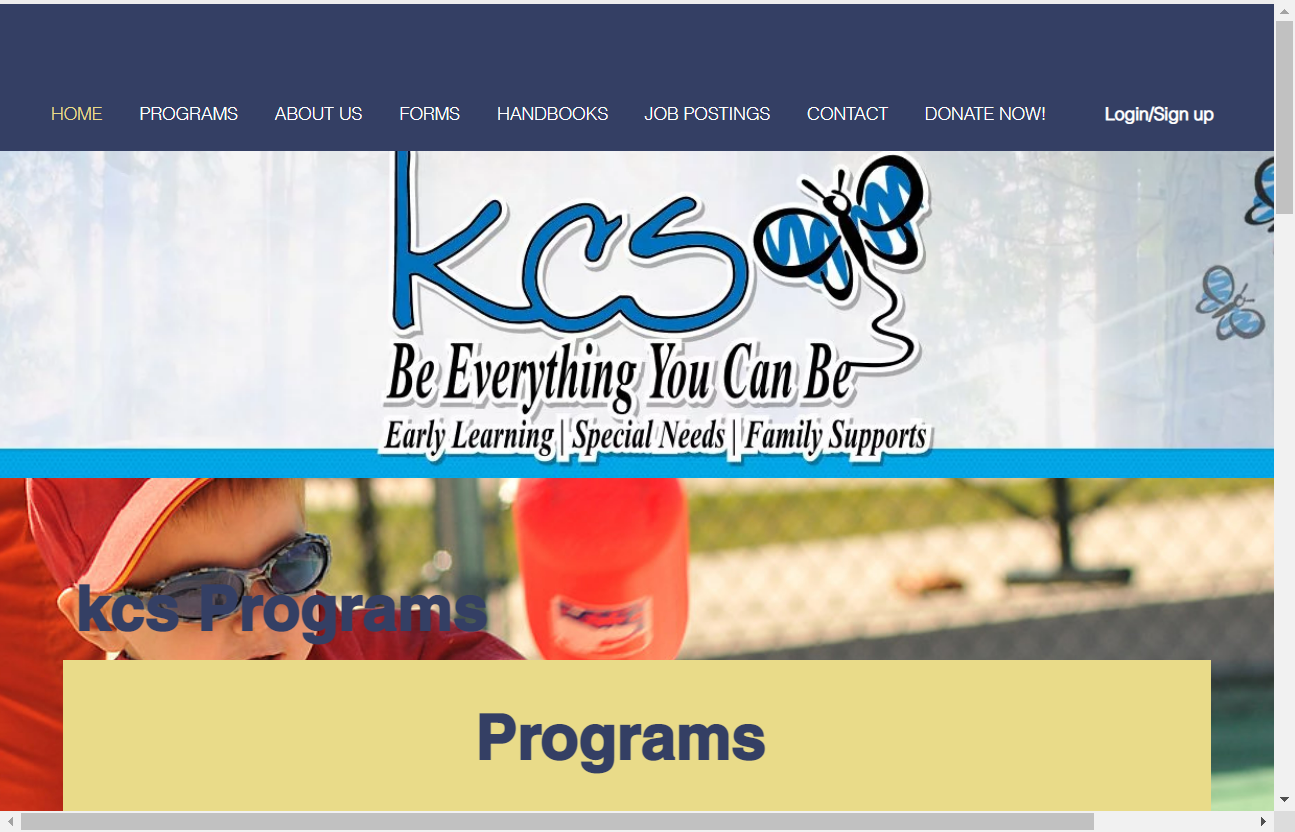 HOME PROGRAMS ABOUT US FORMS HANDBOOKS JOB POSTINGS CONTACT DONATE NOW! Login/Sign up
kcs
Be Everything You Can Be
Early Learning | Special Needs | Family Supports
kcs Programs
Programs